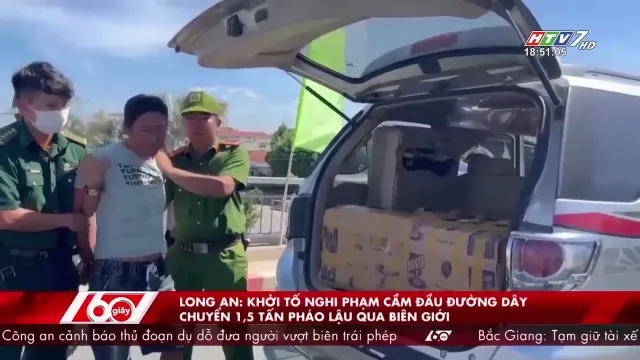 HTV7 HD
18:51:05
60 giây
LONG AN: KHỞI TỐ NGHI PHẠM CẦM ĐẦU ĐƯỜNG DÂY
CHUYỂN 1,5 TẤN PHÁO LẬU QUA BIÊN GIỚI
Công an cảnh báo thủ đoạn dụ dỗ đưa người vượt biên trái phép
Bắc Giang: Tạm giữ tài xế